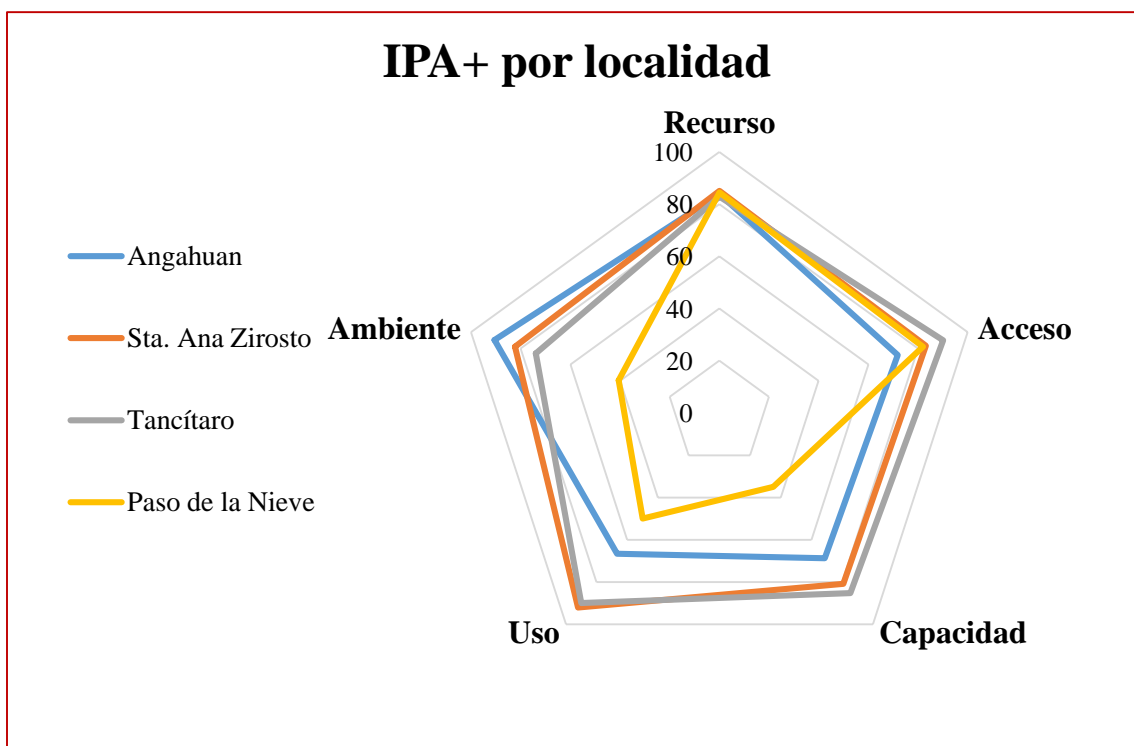 IPA+ por localidad
Recurso
100
80
60
40
20
0
Acceso
Capacidad
Uso
Ambiente
Angahuan
Sta. Ana Zirosto
Tancítaro
Paso de la Nieve